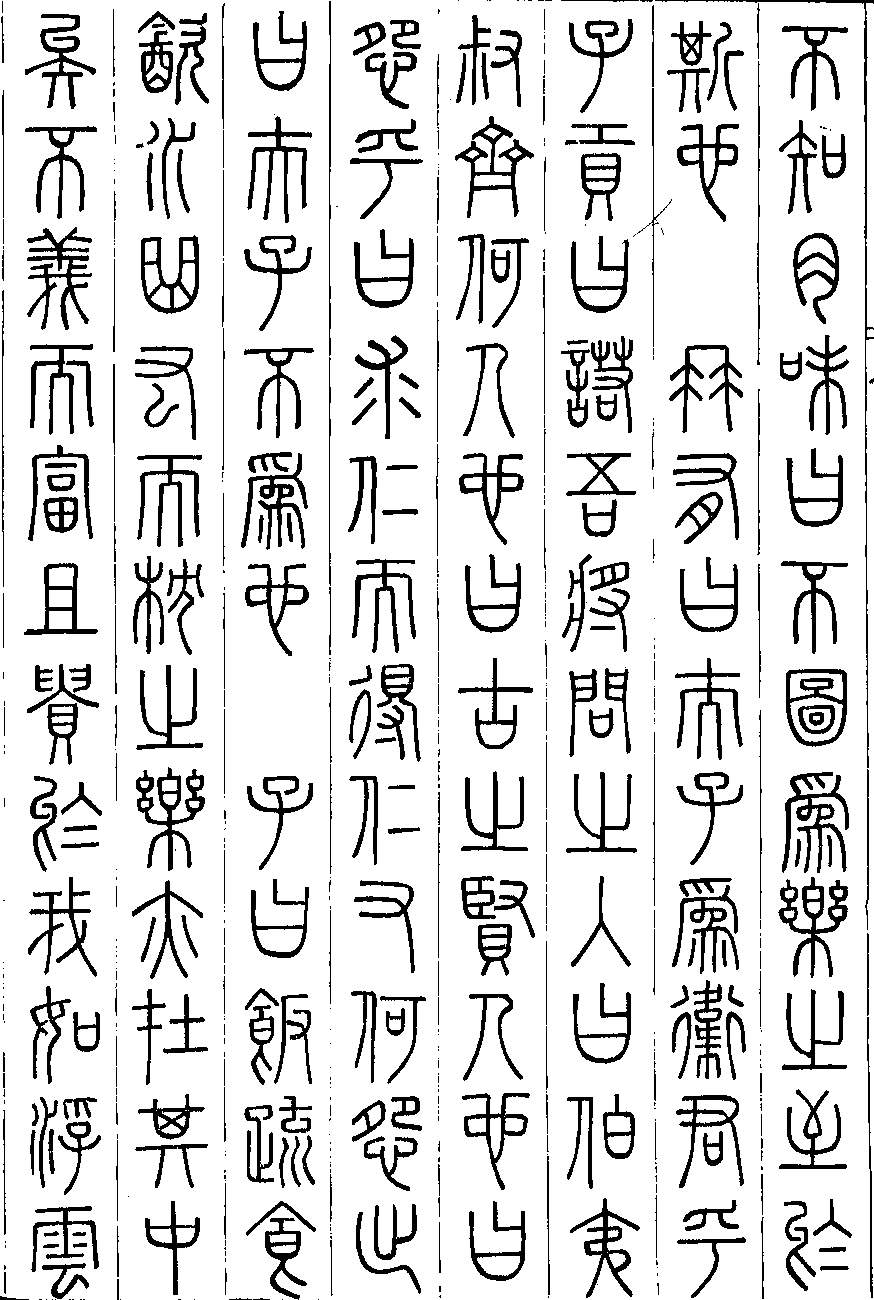 不知肉味曰不圖爲樂之至於
斯也　冉有曰夫子爲衛君乎
子貢曰諾吾將問之入曰伯夷
叔齊何人也曰古之賢人也曰
怨乎曰求仁而得仁又何怨出
曰夫子不爲也　子曰飯疏食
飲水曲厷而枕之樂亦在其中
矣不義而富且貴於我如浮雲